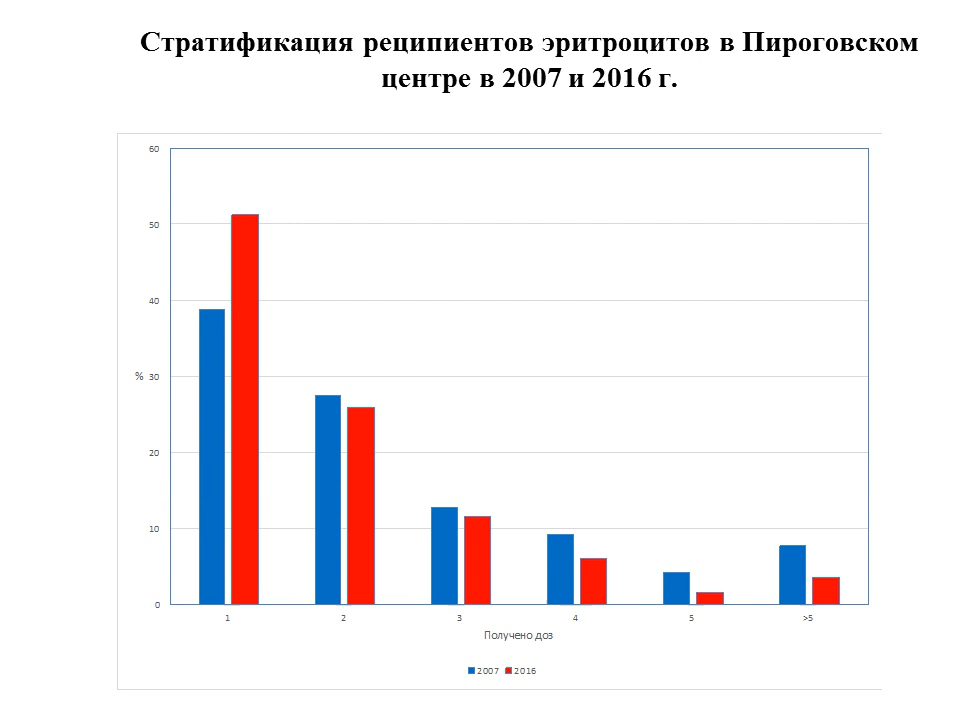 Стратификация реципиентов эритроцитов в Пироговском
центре в 2007 и 2016 г.
60
50
40
% 30
20
10
0
1 2 3 4 5 >5
Получено доз
2007 2016